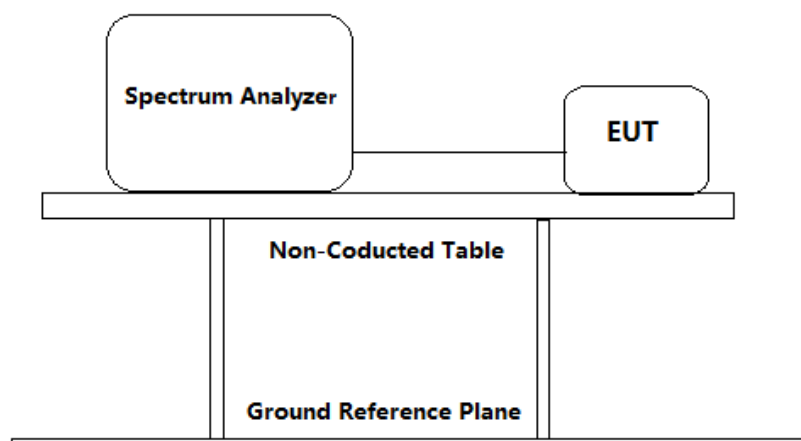 Spectrum Analyzer
EUT
Non-Coducted Table
Ground Reference Plane